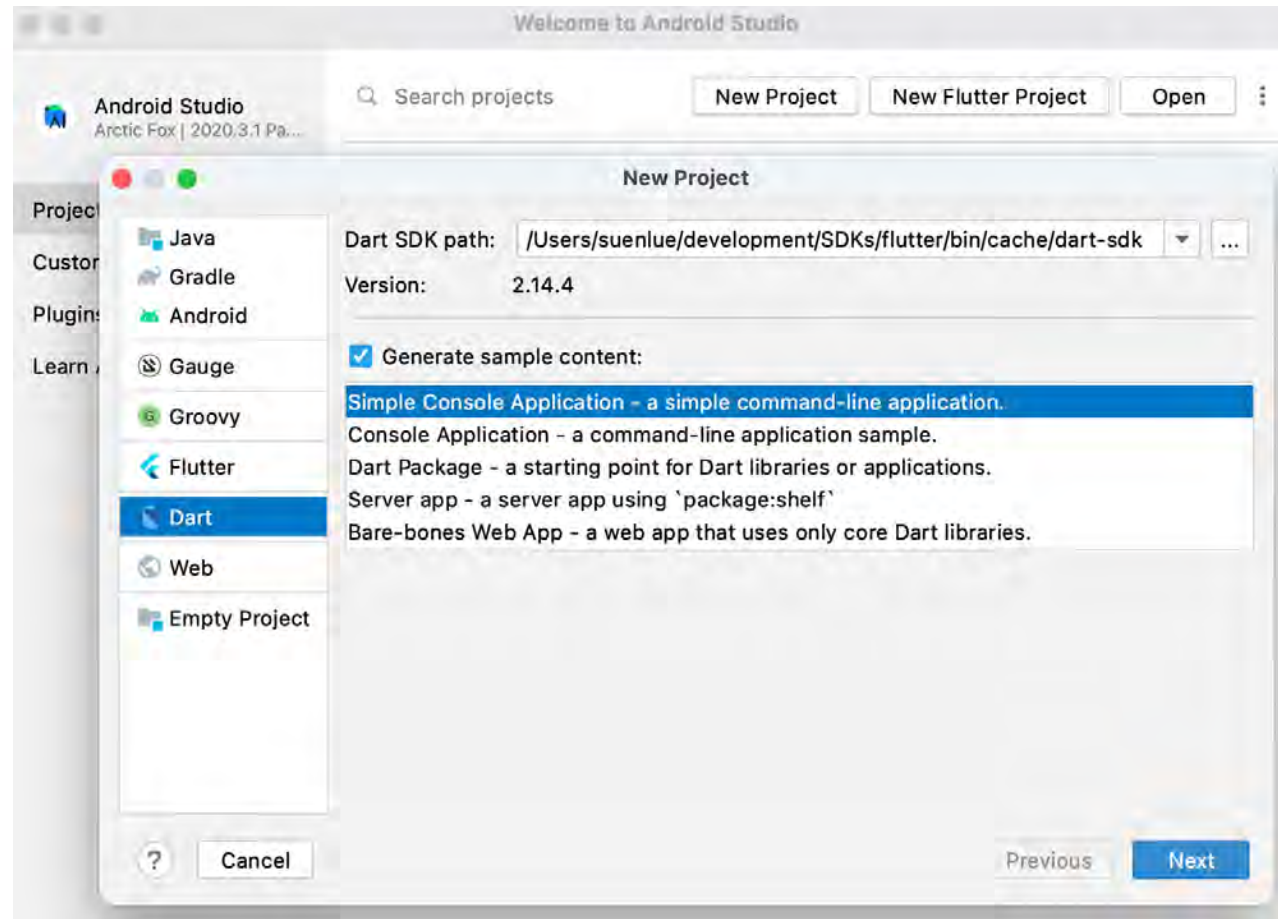 Welcome to Android Studio
Android Studio
Arctic Fox | 2020.3.1 Pa...
Search projects
New Project
New Flutter Project
Open
New Project
Project
Custor
Plugins
Learn
Java
Gradle
Android
Gauge
Groovy
Flutter
Dart
Web
Empty Project
Dart SDK path: /Users/suenlue/development/SDKs/flutter/bin/cache/dart-sdk ...
Version: 2.14.4
Generate sample content:
Simple Console Application – a simple command-line application.
Console Application – a command-line application sample.
Dart Package – a starting point for Dart libraries or applications.
Server app – a server app using `package:shelf`
Bare-bones Web App – a web app that uses only core Dart libraries.
? Cancel Previous Next